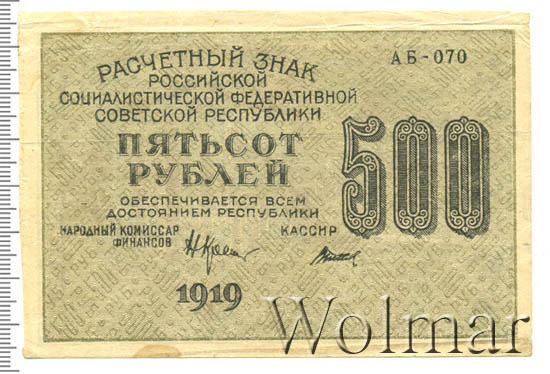 РАСЧЕТНЫЙ ЗНАК
РОССИЙСКОЙ
СОЦИАЛИСТИЧЕСКОЙ ФЕДЕРАТИВНОЙ
СОВЕТСКОЙ РЕСПУБЛИКИ
ПЯТЬСОТ
РУБЛЕЙ
ОБЕСПЕЧИВАЕТСЯ ВСЕМ
ДОСТОЯНИЕМ РЕСПУБЛИКИ
НАРОДНЫЙ КОМИССАР
ФИНАНСОВ
КАССИР
1919
АБ-070
500
Wolmar